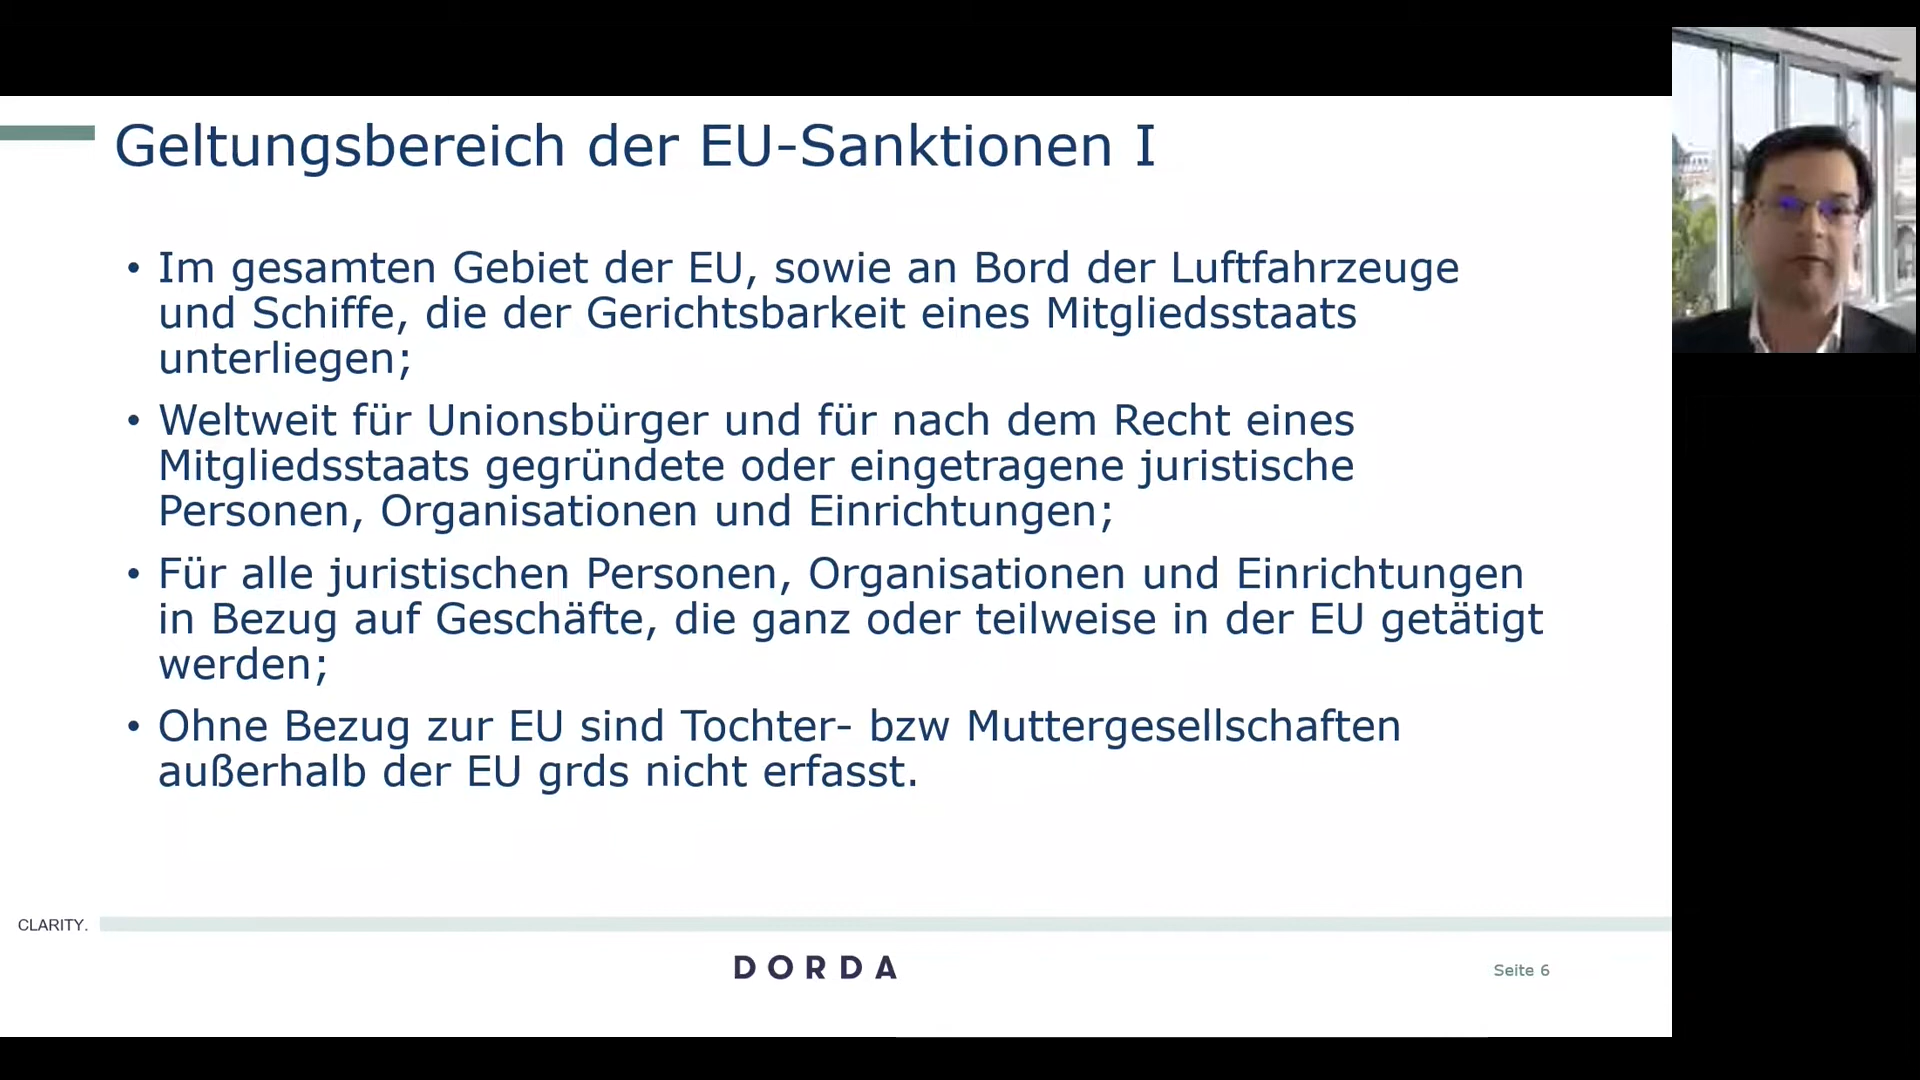 Geltungsbereich der EU-Sanktionen I
• Im gesamten Gebiet der EU, sowie an Bord der Luftfahrzeuge
und Schiffe, die der Gerichtsbarkeit eines Mitgliedsstaats
unterliegen;
• Weltweit für Unionsbürger und für nach dem Recht eines
Mitgliedsstaats gegründete oder eingetragene juristische
Personen, Organisationen und Einrichtungen;
• Für alle juristischen Personen, Organisationen und Einrichtungen
in Bezug auf Geschäfte, die ganz oder teilweise in der EU getätigt
werden;
• Ohne Bezug zur EU sind Tochter- bzw Muttergesellschaften
außerhalb der EU grds nicht erfasst.
CLARITY.
DORDA
Seite 6